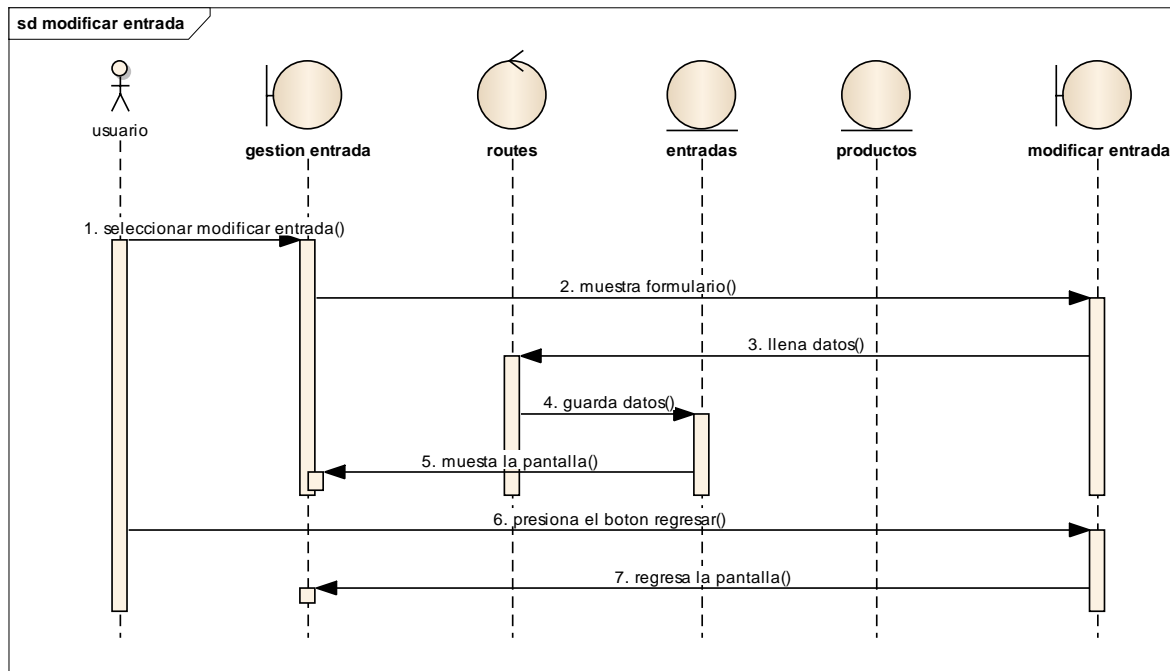 sd modificar entrada
usuario
gestion entrada
routes
entradas
productos
modificar entrada
1. seleccionar modificar entrada()
2. muestra formulario()
3. llena datos()
4. guarda datos()
5. muesta la pantalla()
6. presiona el boton regresar()
7. regresa la pantalla()